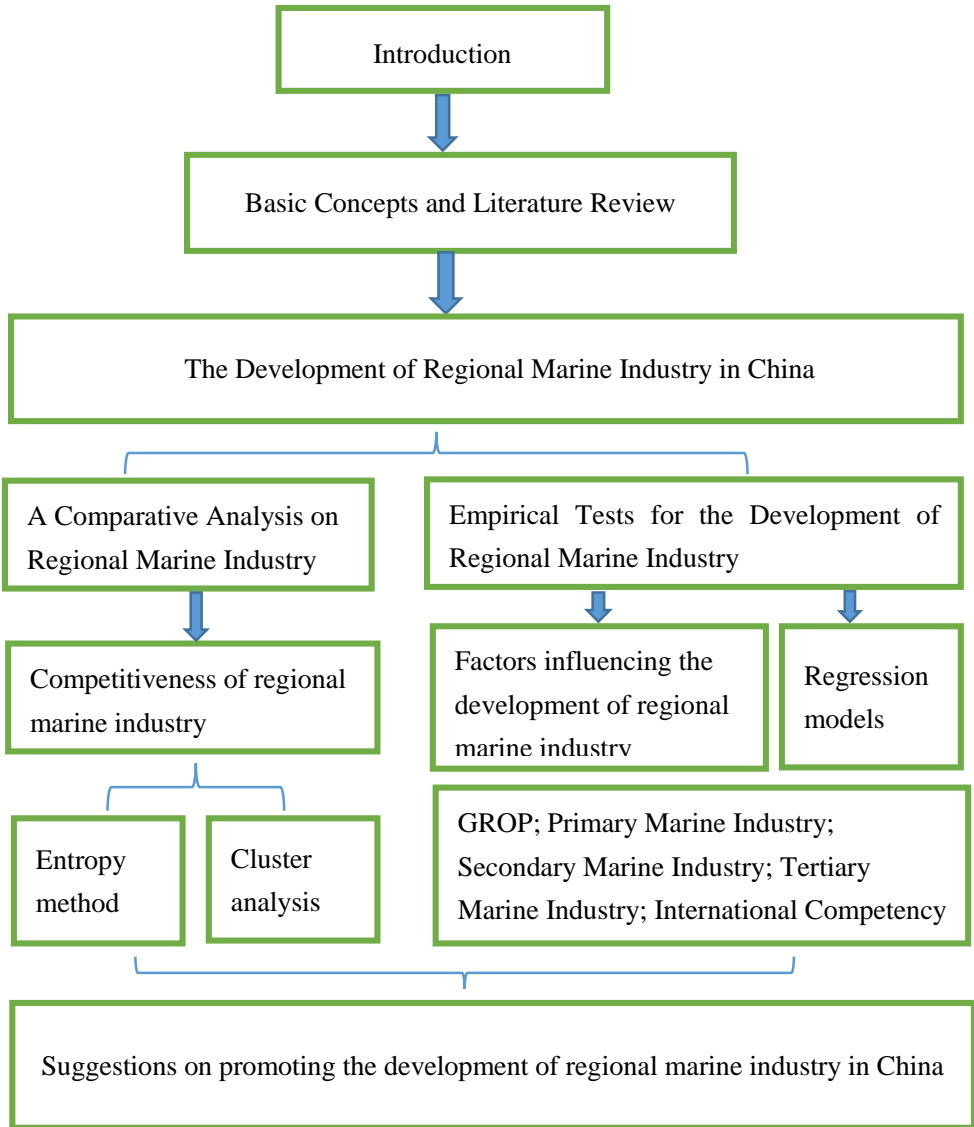 Introduction
Basic Concepts and Literature Review
The Development of Regional Marine Industry in China
A Comparative Analysis on
Regional Marine Industry
Empirical Tests for the Development of
Regional Marine Industry
Competitiveness of regional
marine industry
Factors influencing the
development of regional
marine industry
Regression
models
Entropy
method
Cluster
analysis
GROP; Primary Marine Industry;
Secondary Marine Industry; Tertiary
Marine Industry; International Competency
Suggestions on promoting the development of regional marine industry in China